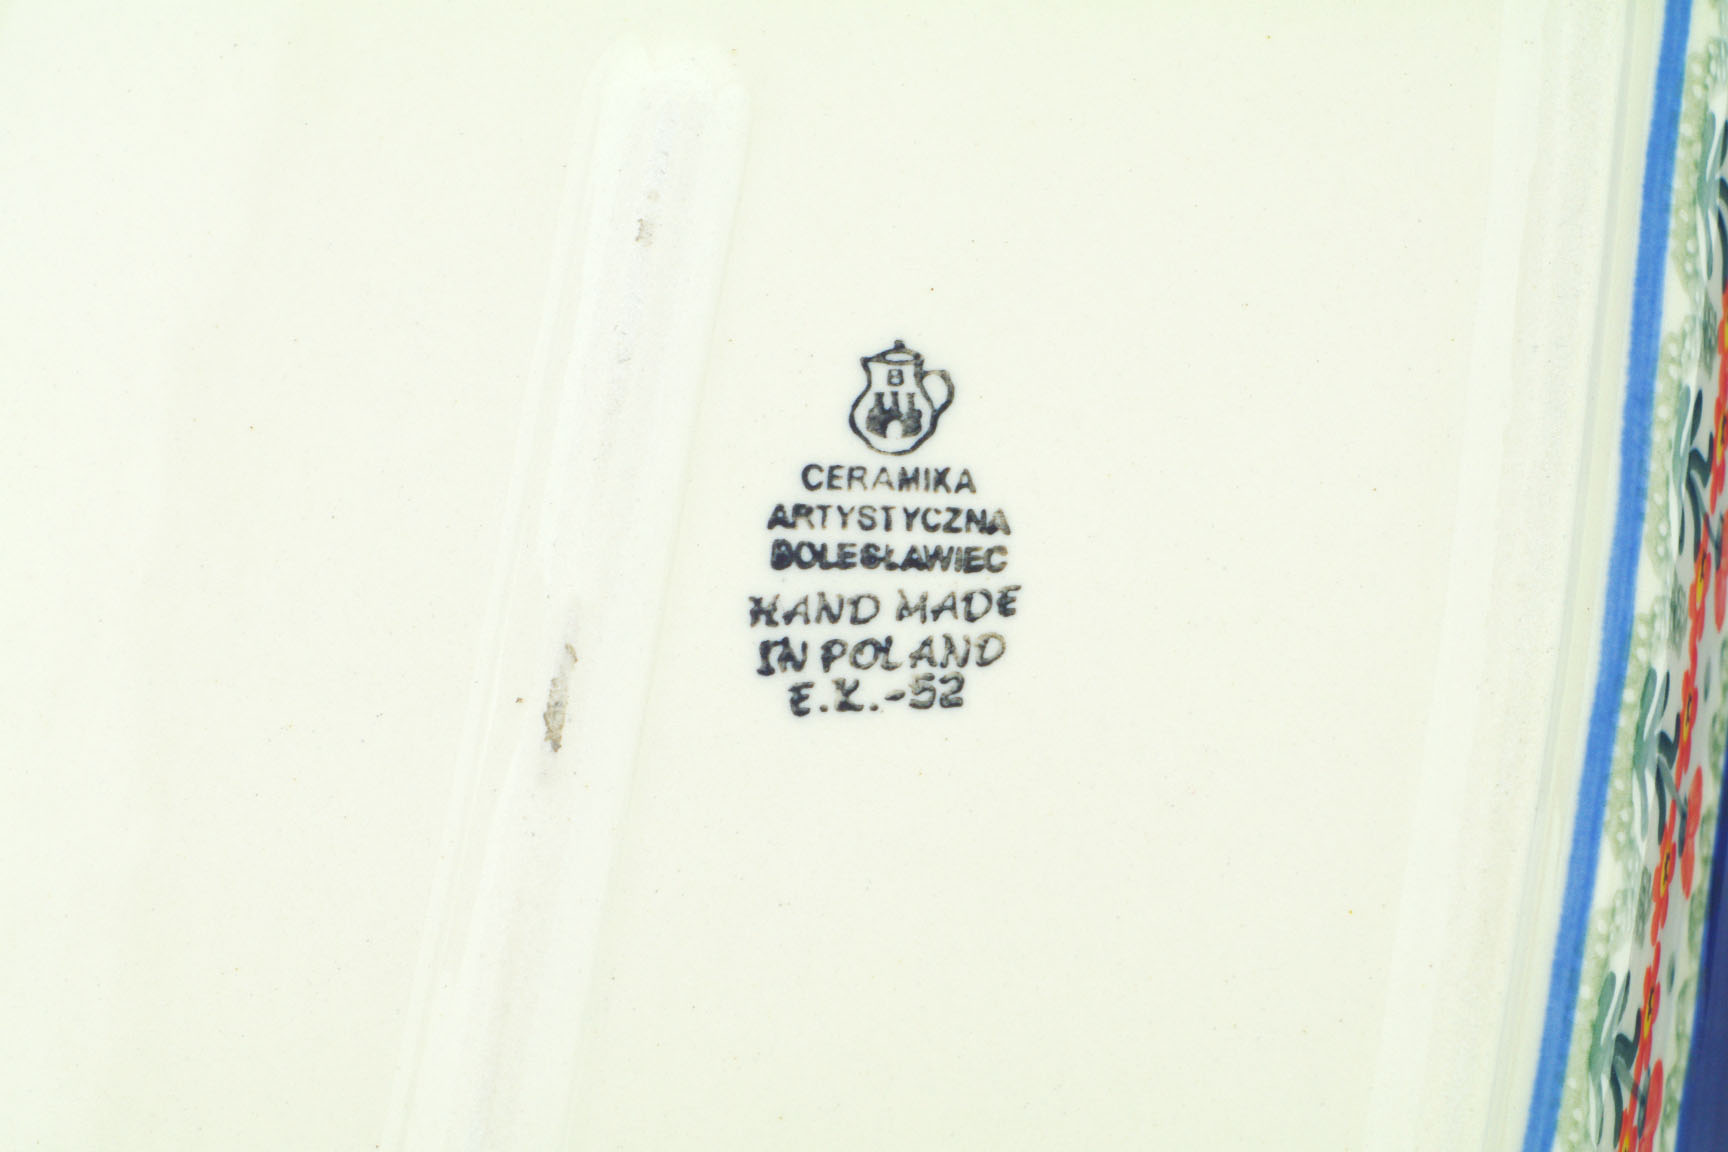 B
CERAMIKA
ARTYSTYCZNA
BOLESŁAWIEC
HAND MADE
IN POLAND
E.K.-52